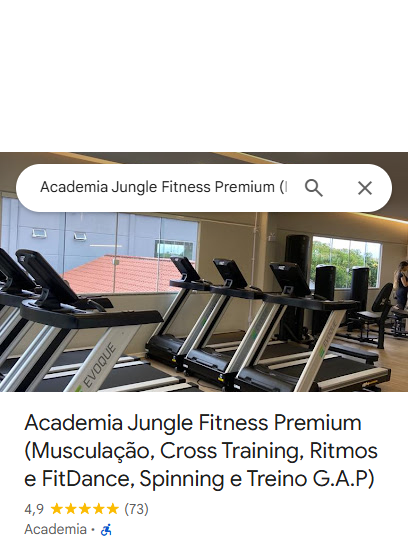 Academia Jungle Fitness Premium (
EVOQUE
Academia Jungle Fitness Premium
(Musculação, Cross Training, Ritmos
e FitDance, Spinning e Treino G.A.P)
4,9 (73)
Academia ·